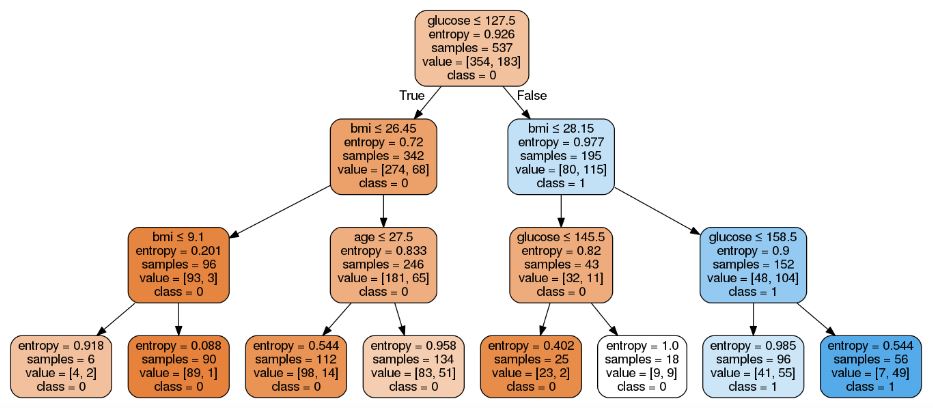 glucose ≤ 127.5
entropy = 0.926
samples = 537
value = [354, 183]
class = 0
True
False
bmi ≤ 26.45
entropy = 0.72
samples = 342
value = [274, 68]
class = 0
bmi ≤ 28.15
entropy = 0.977
samples = 195
value = [80, 115]
class = 1
bmi ≤ 9.1
entropy = 0.201
samples = 96
value = [93, 3]
class = 0
age ≤ 27.5
entropy = 0.833
samples = 246
value = [181, 65]
class = 0
glucose ≤ 145.5
entropy = 0.82
samples = 43
value = [32, 11]
class = 0
glucose ≤ 158.5
entropy = 0.9
samples = 152
value = [48, 104]
class = 1
entropy = 0.918
samples = 6
value = [4, 2]
class = 0
entropy = 0.088
samples = 90
value = [89, 1]
class = 0
entropy = 0.544
samples = 112
value = [98, 14]
class = 0
entropy = 0.958
samples = 134
value = [83, 51]
class = 0
entropy = 0.402
samples = 25
value = [23, 2]
class = 0
entropy = 1.0
samples = 18
value = [9, 9]
class = 0
entropy = 0.985
samples = 96
value = [41, 55]
class = 1
entropy = 0.544
samples = 56
value = [7, 49]
class = 1